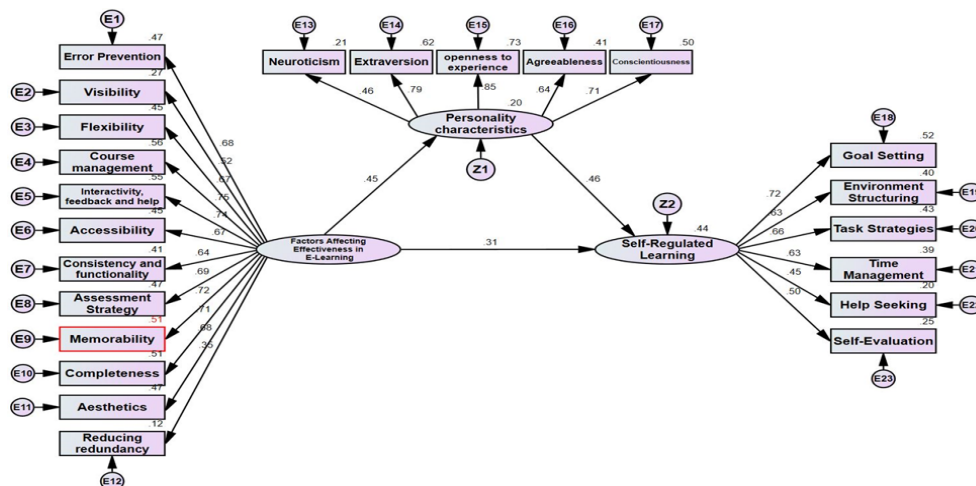 E1
.47
Error Prevention
.27
E2
Visibility
.45
E3
Flexibility
.56
E4
Course
management
.55
E5
Interactivity,
feedback and help
.45
E6
Accessibility
.41
E7
Consistency and
functionality
.47
E8
Assessment
Strategy
.51
E9
Memorability
.51
E10
Completeness
.47
E11
Aesthetics
.12
Reducing
redundancy
E12
.68
.52
.67
.75
.74
.67
.64
.69
.72
.71
.68
.35
Factors Affecting
Effectiveness in
E-Learning
E13
E14
E15
E16
E17
.21
.62
.73
.41
.50
Neuroticism
Extraversion
openness to
experience
Agreeableness
Conscientiousness
.46
.79
.85
.64
.71
.20
Personality
characteristics
Z1
.45
.46
.31
Z2
.44
Self-Regulated
Learning
.72
.63
.66
.63
.45
.50
E18
.52
Goal Setting
.40
Environment
Structuring
.43
Task Strategies
.39
Time
Management
.20
Help Seeking
.25
Self-Evaluation
E23